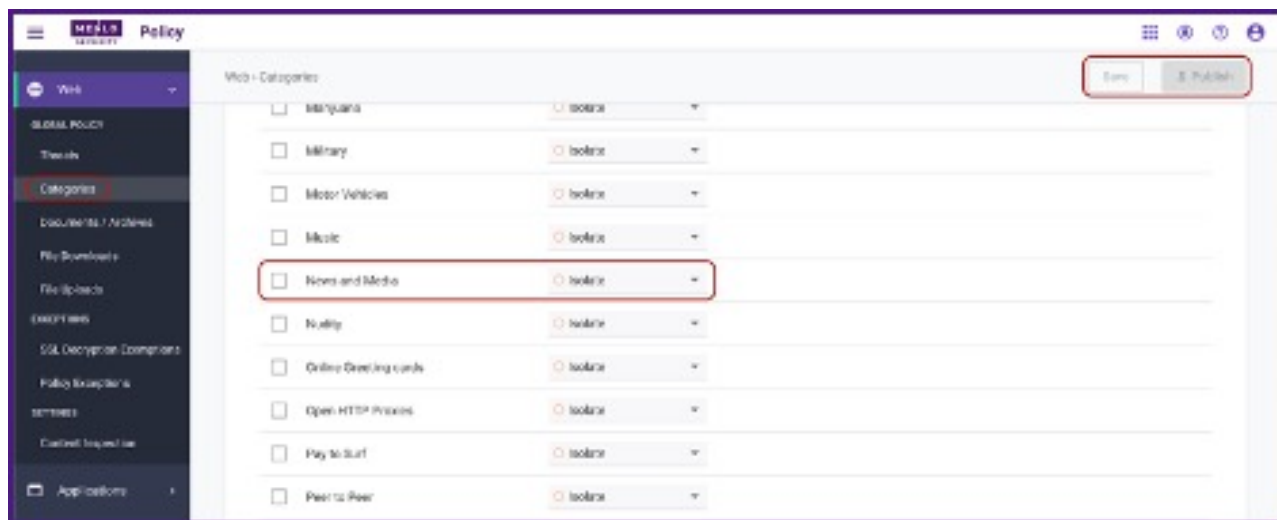 MENLO SECURITY Policy
Web
Web › Categories
Save
Publish
GLOBAL POLICY
Threats
Categories
Documents / Archives
File Downloads
File Uploads
EXCEPTIONS
SSL Decryption Exemptions
Policy Exceptions
SETTINGS
Content Inspection
Applications
Marijuana Isolate
Military Isolate
Motor Vehicles Isolate
Music Isolate
News and Media Isolate
Nudity Isolate
Online Greeting cards Isolate
Open HTTP Proxies Isolate
Pay to Surf Isolate
Peer to Peer Isolate